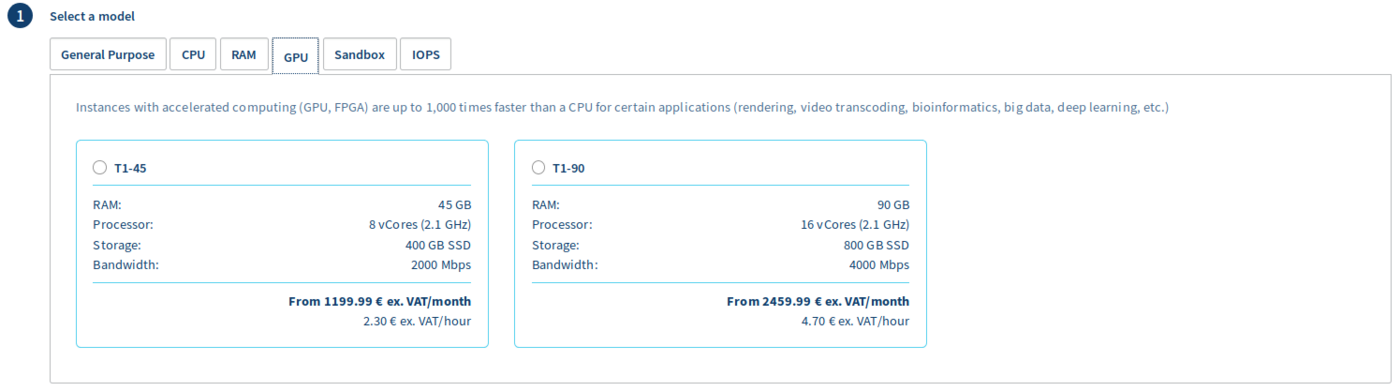 1 Select a model
General Purpose CPU RAM GPU Sandbox IOPS
Instances with accelerated computing (GPU, FPGA) are up to 1,000 times faster than a CPU for certain applications (rendering, video transcoding, bioinformatics, big data, deep learning, etc.)
T1-45
RAM: 45 GB
Processor: 8 vCores (2.1 GHz)
Storage: 400 GB SSD
Bandwidth: 2000 Mbps
From 1199.99 € ex. VAT/month
2.30 € ex. VAT/hour
T1-90
RAM: 90 GB
Processor: 16 vCores (2.1 GHz)
Storage: 800 GB SSD
Bandwidth: 4000 Mbps
From 2459.99 € ex. VAT/month
4.70 € ex. VAT/hour